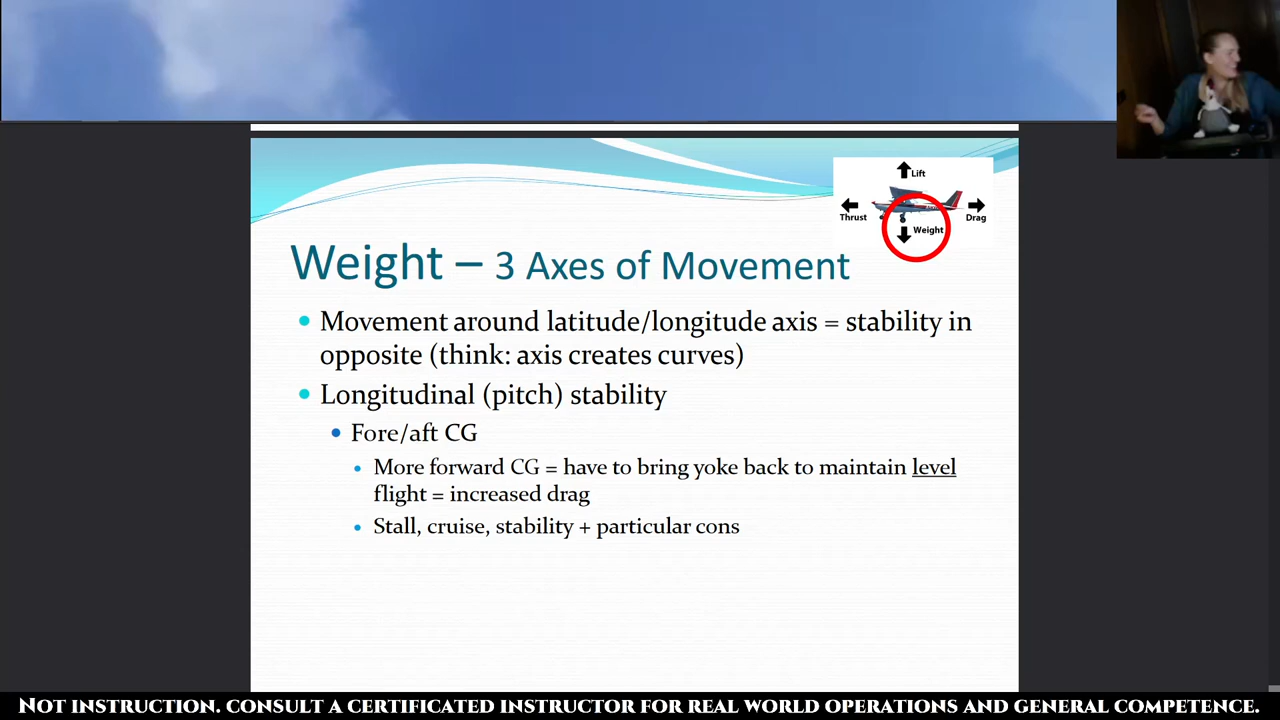 Lift
Thrust
Drag
Weight
Weight – 3 Axes of Movement
Movement around latitude/longitude axis = stability in
opposite (think: axis creates curves)
Longitudinal (pitch) stability
Fore/aft CG
More forward CG = have to bring yoke back to maintain level
flight = increased drag
Stall, cruise, stability + particular cons
Not instruction. Consult a certificated instructor for real world operations and general competence.